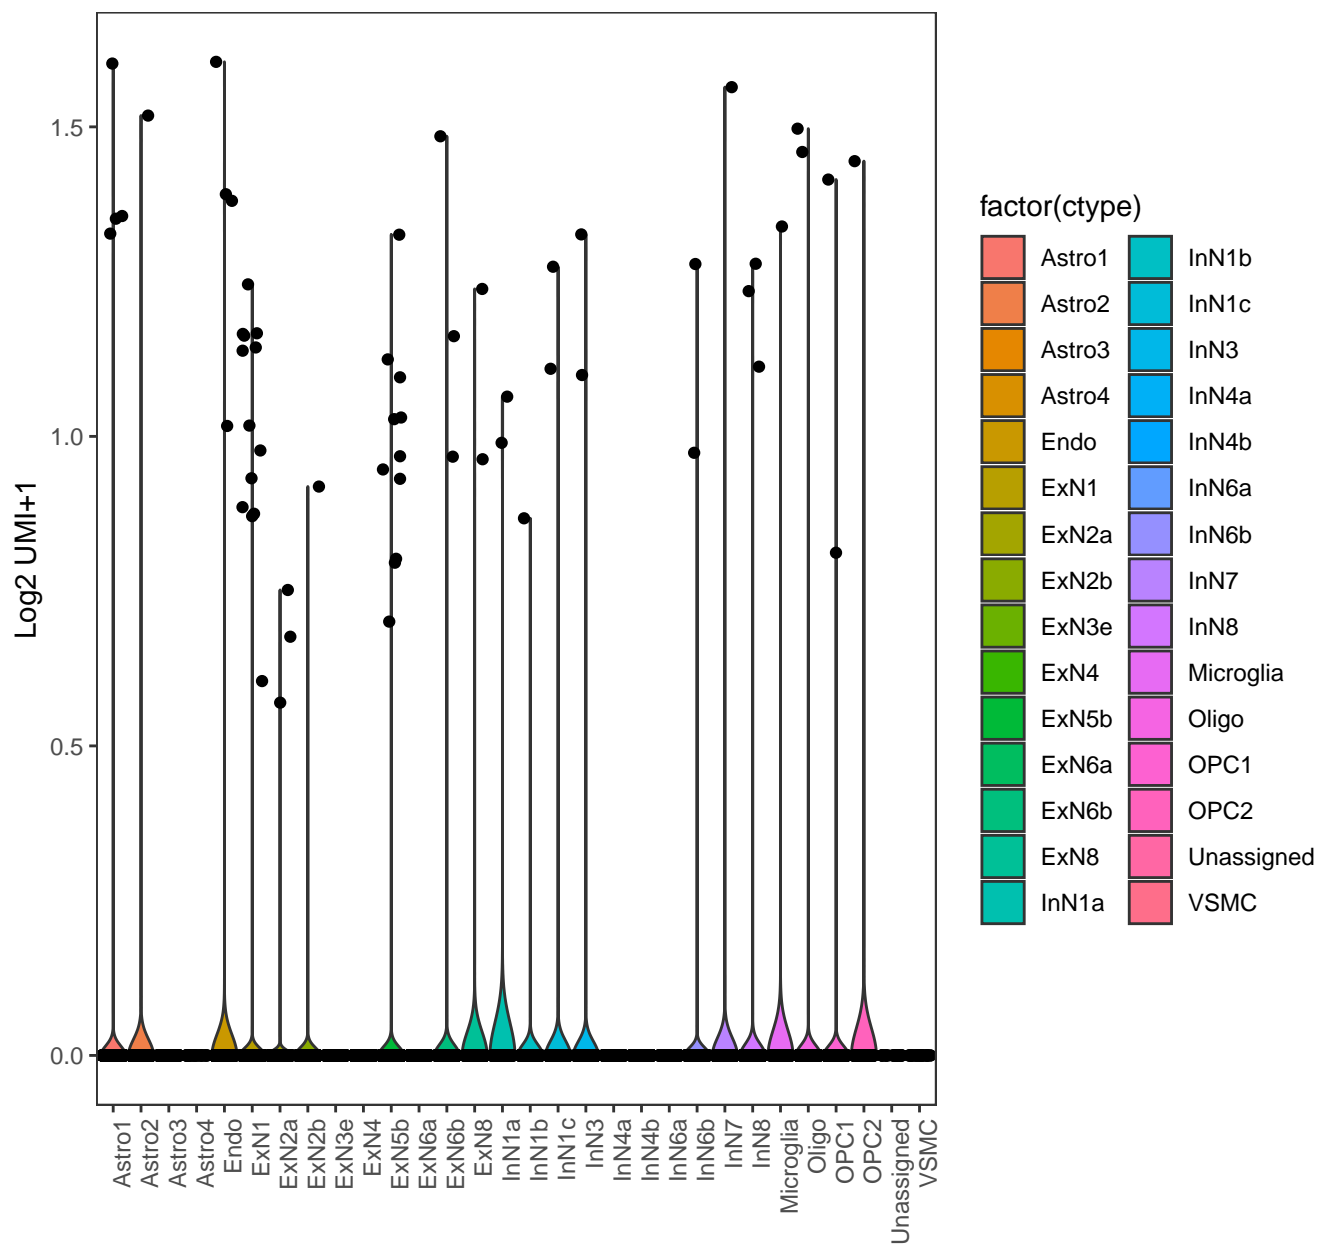 Log2 UMI+1
1.5
1.0
0.5
0.0
Astro1
Astro2
Astro3
Astro4
Endo
ExN1
ExN2a
ExN2b
ExN3e
ExN4
ExN5b
ExN6a
ExN6b
ExN8
InN1a
InN1b
InN1c
InN3
InN4a
InN4b
InN6a
InN6b
InN7
InN8
Microglia
Oligo
OPC1
OPC2
Unassigned
VSMC
factor(ctype)
Astro1
Astro2
Astro3
Astro4
Endo
ExN1
ExN2a
ExN2b
ExN3e
ExN4
ExN5b
ExN6a
ExN6b
ExN8
InN1a
InN1b
InN1c
InN3
InN4a
InN4b
InN6a
InN6b
InN7
InN8
Microglia
Oligo
OPC1
OPC2
Unassigned
VSMC